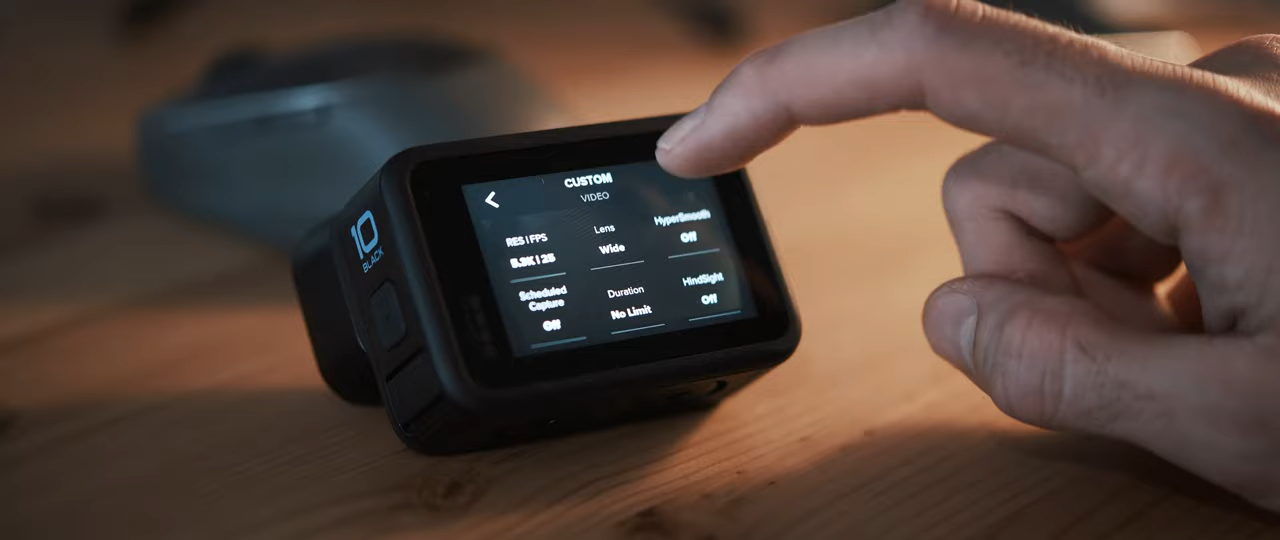 10
BLACK
CUSTOM
VIDEO
RES | FPS
5.3K | 25
Lens
Wide
HyperSmooth
Off
Scheduled
Capture
Off
Duration
No Limit
HindSight
Off